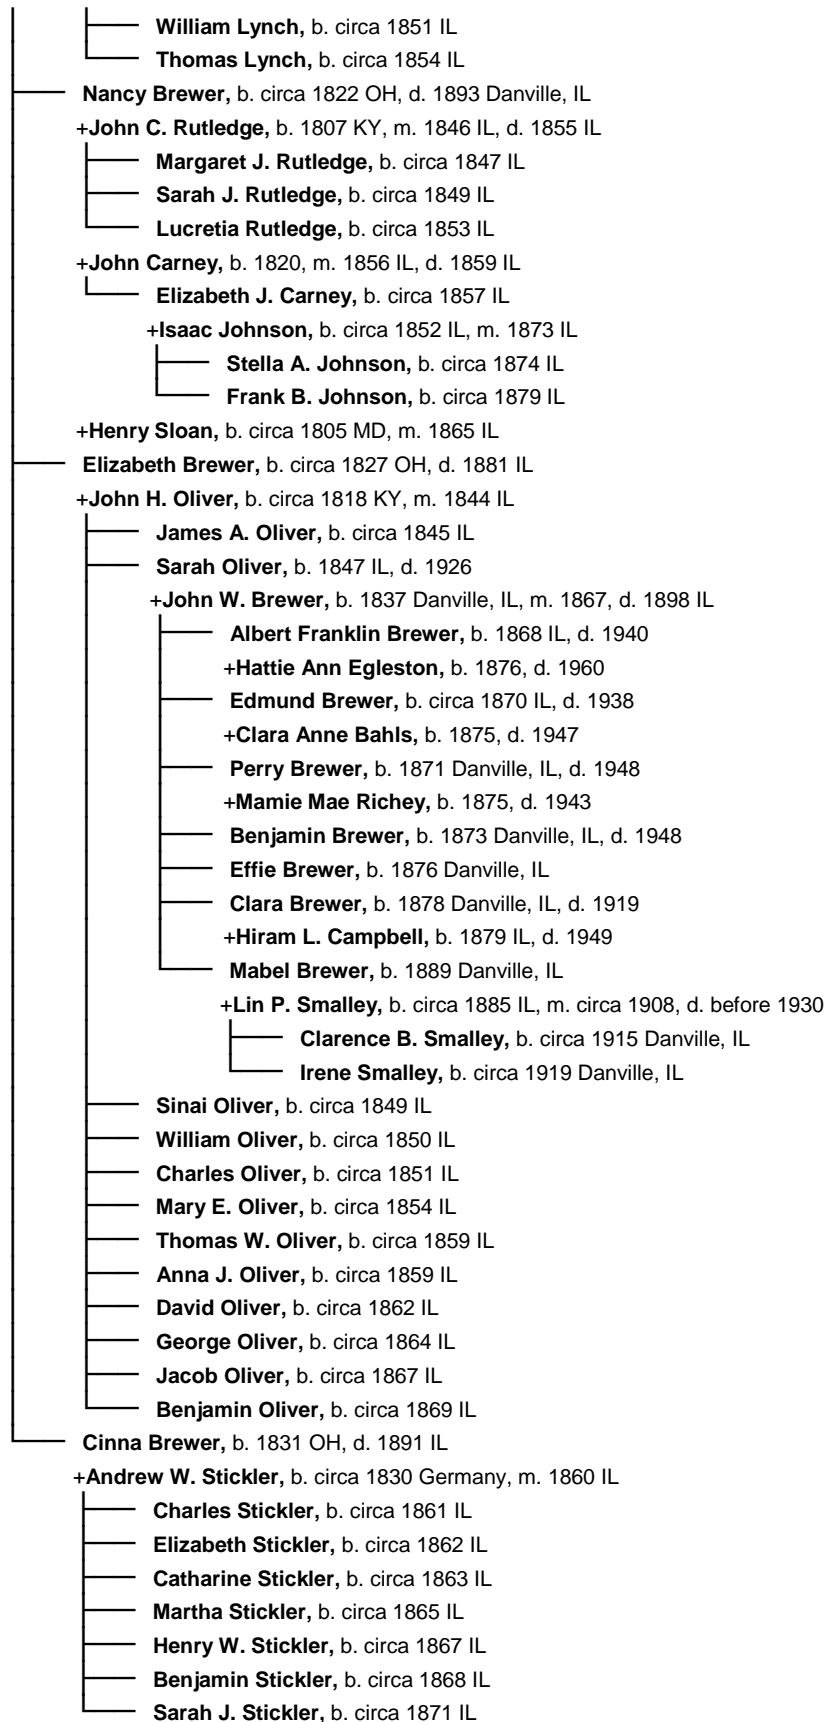 William Lynch, b. circa 1851 IL
Thomas Lynch, b. circa 1854 IL
Nancy Brewer, b. circa 1822 OH, d. 1893 Danville, IL
+John C. Rutledge, b. 1807 KY, m. 1846 IL, d. 1855 IL
Margaret J. Rutledge, b. circa 1847 IL
Sarah J. Rutledge, b. circa 1849 IL
Lucretia Rutledge, b. circa 1853 IL
+John Carney, b. 1820, m. 1856 IL, d. 1859 IL
Elizabeth J. Carney, b. circa 1857 IL
+Isaac Johnson, b. circa 1852 IL, m. 1873 IL
Stella A. Johnson, b. circa 1874 IL
Frank B. Johnson, b. circa 1879 IL
+Henry Sloan, b. circa 1805 MD, m. 1865 IL
Elizabeth Brewer, b. circa 1827 OH, d. 1881 IL
+John H. Oliver, b. circa 1818 KY, m. 1844 IL
James A. Oliver, b. circa 1845 IL
Sarah Oliver, b. 1847 IL, d. 1926
+John W. Brewer, b. 1837 Danville, IL, m. 1867, d. 1898 IL
Albert Franklin Brewer, b. 1868 IL, d. 1940
+Hattie Ann Egleston, b. 1876, d. 1960
Edmund Brewer, b. circa 1870 IL, d. 1938
+Clara Anne Bahls, b. 1875, d. 1947
Perry Brewer, b. 1871 Danville, IL, d. 1948
+Mamie Mae Richey, b. 1875, d. 1943
Benjamin Brewer, b. 1873 Danville, IL, d. 1948
Effie Brewer, b. 1876 Danville, IL
Clara Brewer, b. 1878 Danville, IL, d. 1919
+Hiram L. Campbell, b. 1879 IL, d. 1949
Mabel Brewer, b. 1889 Danville, IL
+Lin P. Smalley, b. circa 1885 IL, m. circa 1908, d. before 1930
Clarence B. Smalley, b. circa 1915 Danville, IL
Irene Smalley, b. circa 1919 Danville, IL
Sinai Oliver, b. circa 1849 IL
William Oliver, b. circa 1850 IL
Charles Oliver, b. circa 1851 IL
Mary E. Oliver, b. circa 1854 IL
Thomas W. Oliver, b. circa 1859 IL
Anna J. Oliver, b. circa 1859 IL
David Oliver, b. circa 1862 IL
George Oliver, b. circa 1864 IL
Jacob Oliver, b. circa 1867 IL
Benjamin Oliver, b. circa 1869 IL
Cinna Brewer, b. 1831 OH, d. 1891 IL
+Andrew W. Stickler, b. circa 1830 Germany, m. 1860 IL
Charles Stickler, b. circa 1861 IL
Elizabeth Stickler, b. circa 1862 IL
Catharine Stickler, b. circa 1863 IL
Martha Stickler, b. circa 1865 IL
Henry W. Stickler, b. circa 1867 IL
Benjamin Stickler, b. circa 1868 IL
Sarah J. Stickler, b. circa 1871 IL